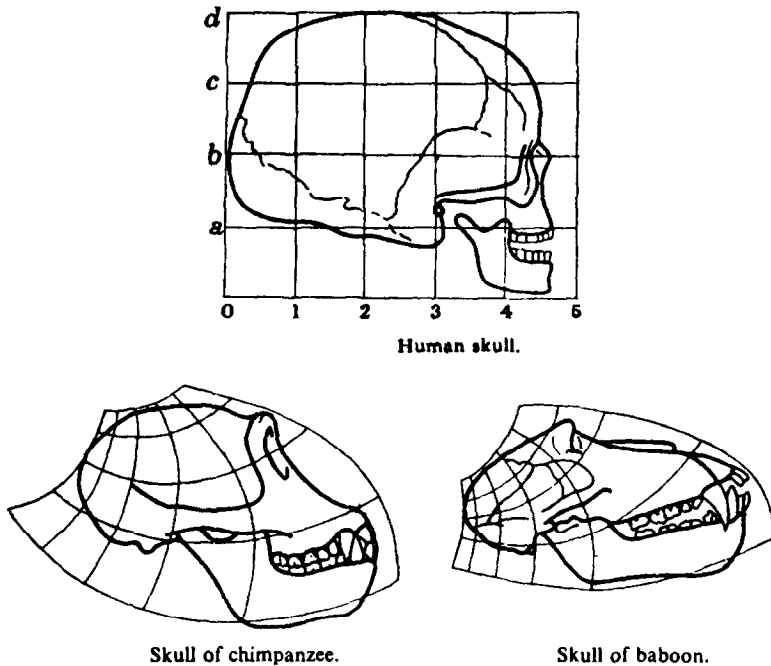 d
c
b
a
0 1 2 3 4 5
Human skull.
Skull of chimpanzee.
Skull of baboon.